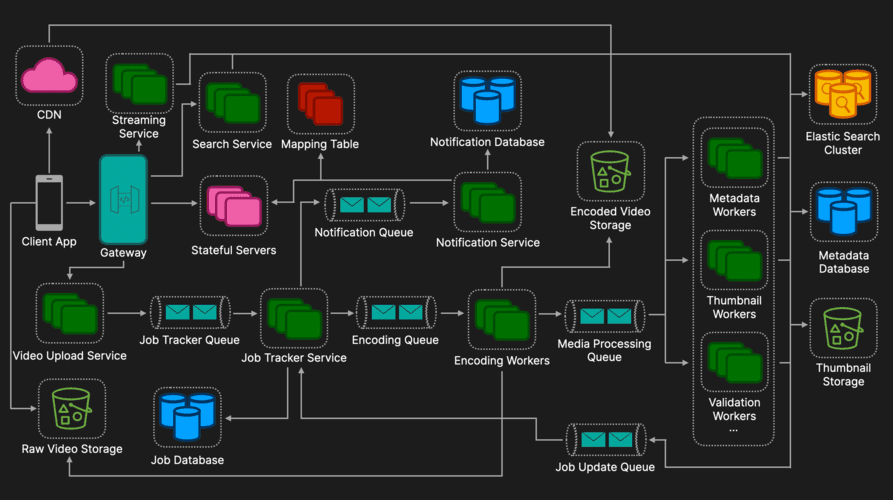 CDN
Streaming
Service
Search Service
Mapping Table
Notification Database
Elastic Search
Cluster
Client App
Gateway
Stateful Servers
Notification Queue
Notification Service
Encoded Video
Storage
Metadata
Workers
Metadata
Database
Video Upload Service
Job Tracker Queue
Job Tracker Service
Encoding Queue
Encoding Workers
Media Processing
Queue
Thumbnail
Workers
Thumbnail
Storage
Raw Video Storage
Job Database
Job Update Queue
Validation
Workers
...